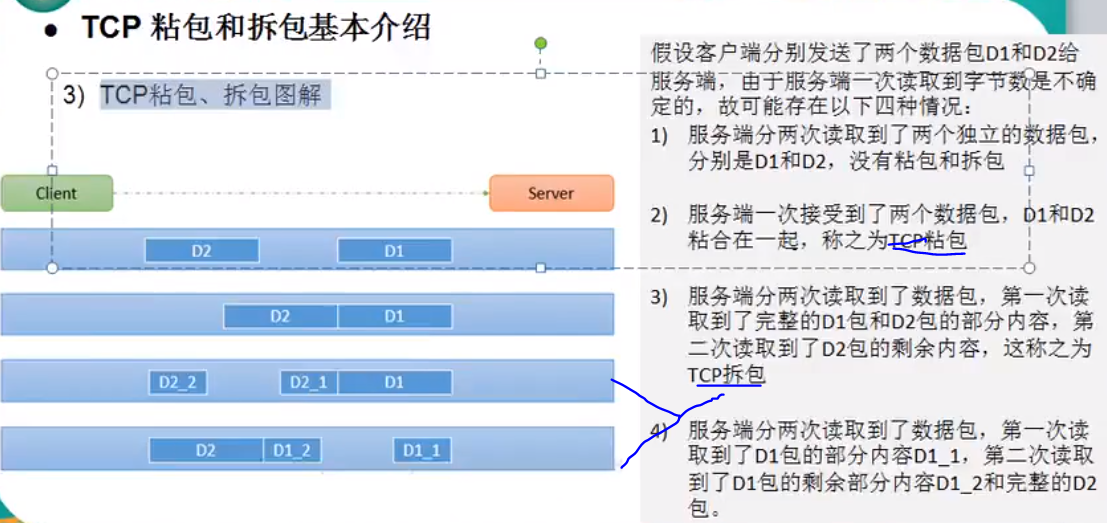 ● TCP 粘包和拆包基本介绍
3) TCP粘包、拆包图解
Client
Server
D2
D1
D2
D1
D2_2
D2_1
D1
D2
D1_2
D1_1
假设客户端分别发送了两个数据包D1和D2给
服务端，由于服务端一次读取到字节数是不确
定的，故可能存在以下四种情况：
1) 服务端分两次读取到了两个独立的数据包，
分别是D1和D2，没有粘包和拆包
2) 服务端一次接受到了两个数据包，D1和D2
粘合在一起，称之为TCP粘包
3) 服务端分两次读取到了数据包，第一次读
取到了完整的D1包和D2包的部分内容，第
二次读取到了D2包的剩余内容，这称之为
TCP拆包
4) 服务端分两次读取到了数据包，第一次读
取到了D1包的部分内容D1_1，第二次读取
到了D1包的剩余部分内容D1_2和完整的D2
包。